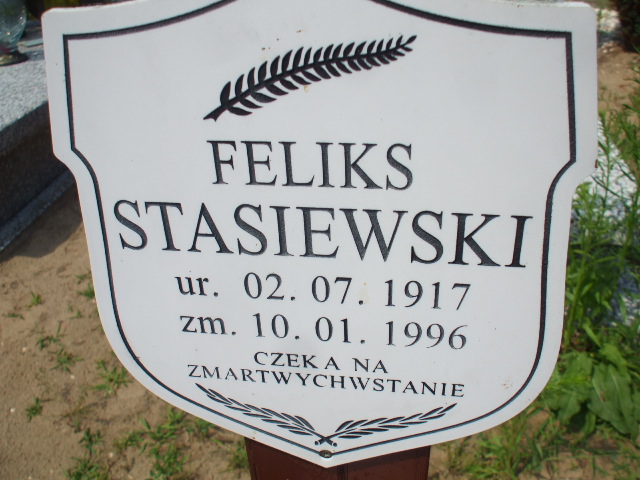 FELIKS
STASIEWSKI
ur. 02. 07. 1917
zm. 10. 01. 1996
CZEKA NA
ZMARTWYCHWSTANIE